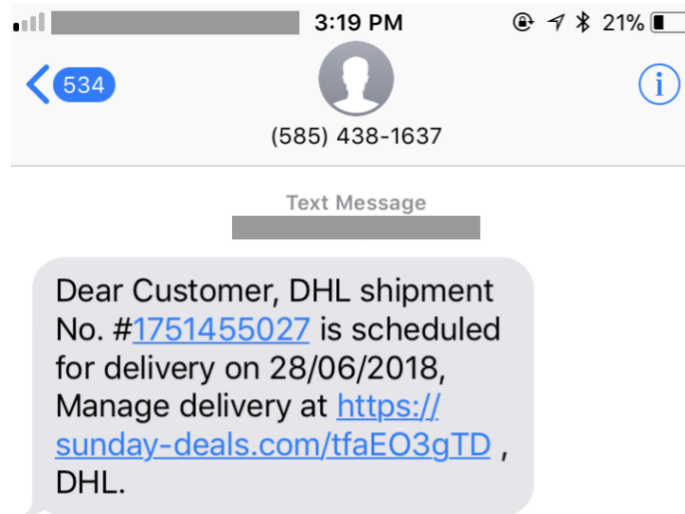 3:19 PM 21%
534
(585) 438-1637
i
Text Message
Dear Customer, DHL shipment
No. #1751455027 is scheduled
for delivery on 28/06/2018,
Manage delivery at https://
sunday-deals.com/tfaEO3gTD ,
DHL.